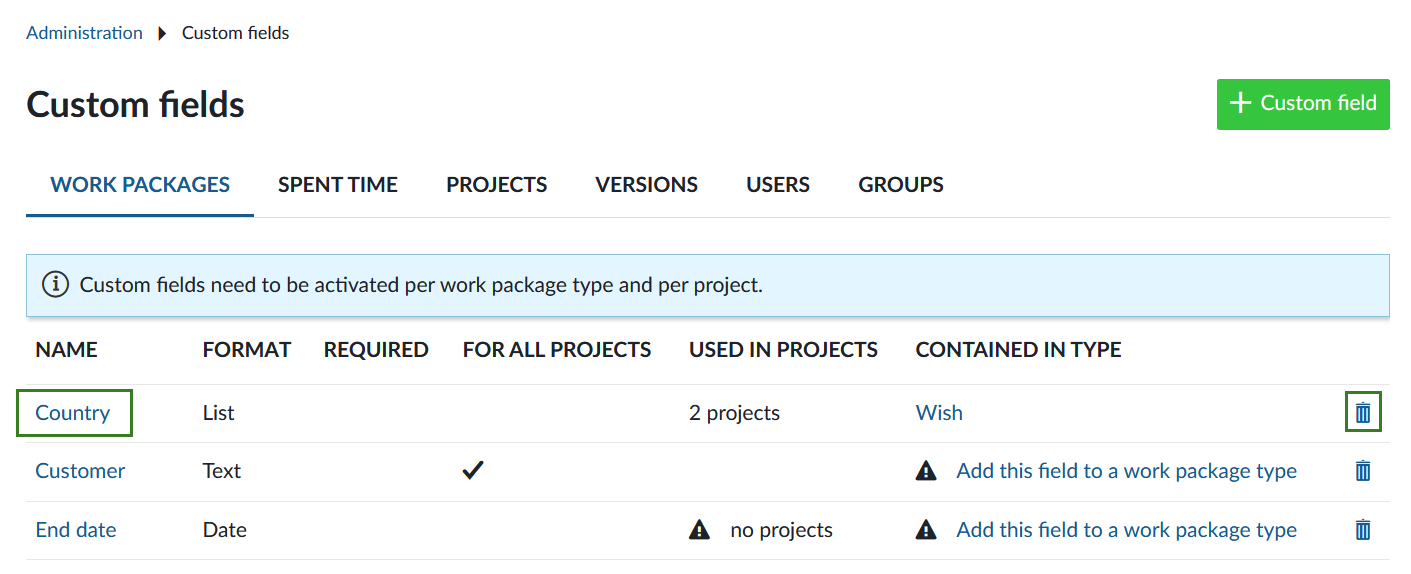 Administration Custom fields
Custom fields
Custom field
WORK PACKAGES SPENT TIME PROJECTS VERSIONS USERS GROUPS
Custom fields need to be activated per work package type and per project.
NAME FORMAT REQUIRED FOR ALL PROJECTS USED IN PROJECTS CONTAINED IN TYPE
Country List 2 projects Wish
Customer Text Add this field to a work package type
End date Date no projects Add this field to a work package type